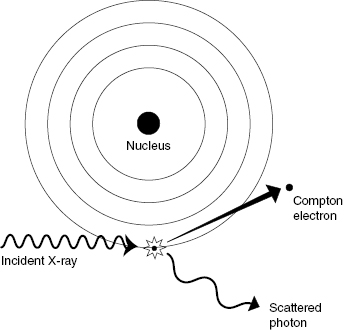 Nucleus
Compton
electron
Incident X-ray
Scattered
photon